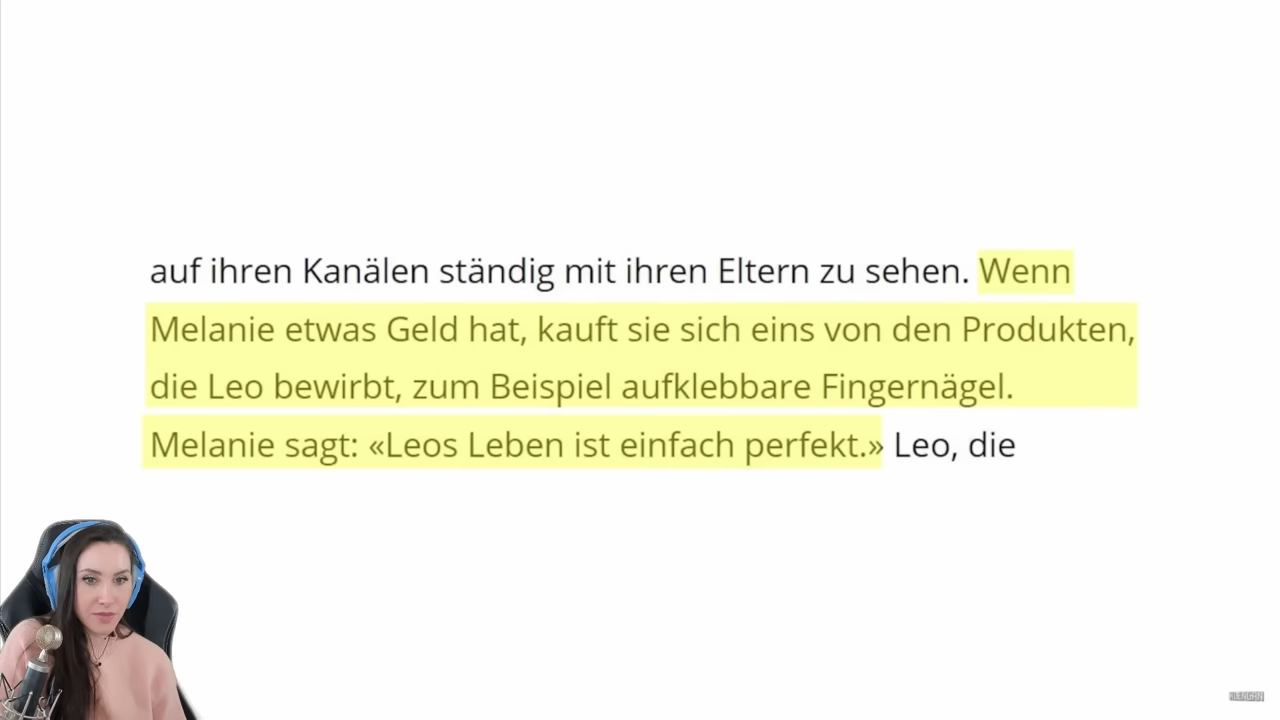 auf ihren Kanälen ständig mit ihren Eltern zu sehen. Wenn
Melanie etwas Geld hat, kauft sie sich eins von den Produkten,
die Leo bewirbt, zum Beispiel aufklebbare Fingernägel.
Melanie sagt: «Leos Leben ist einfach perfekt.» Leo, die